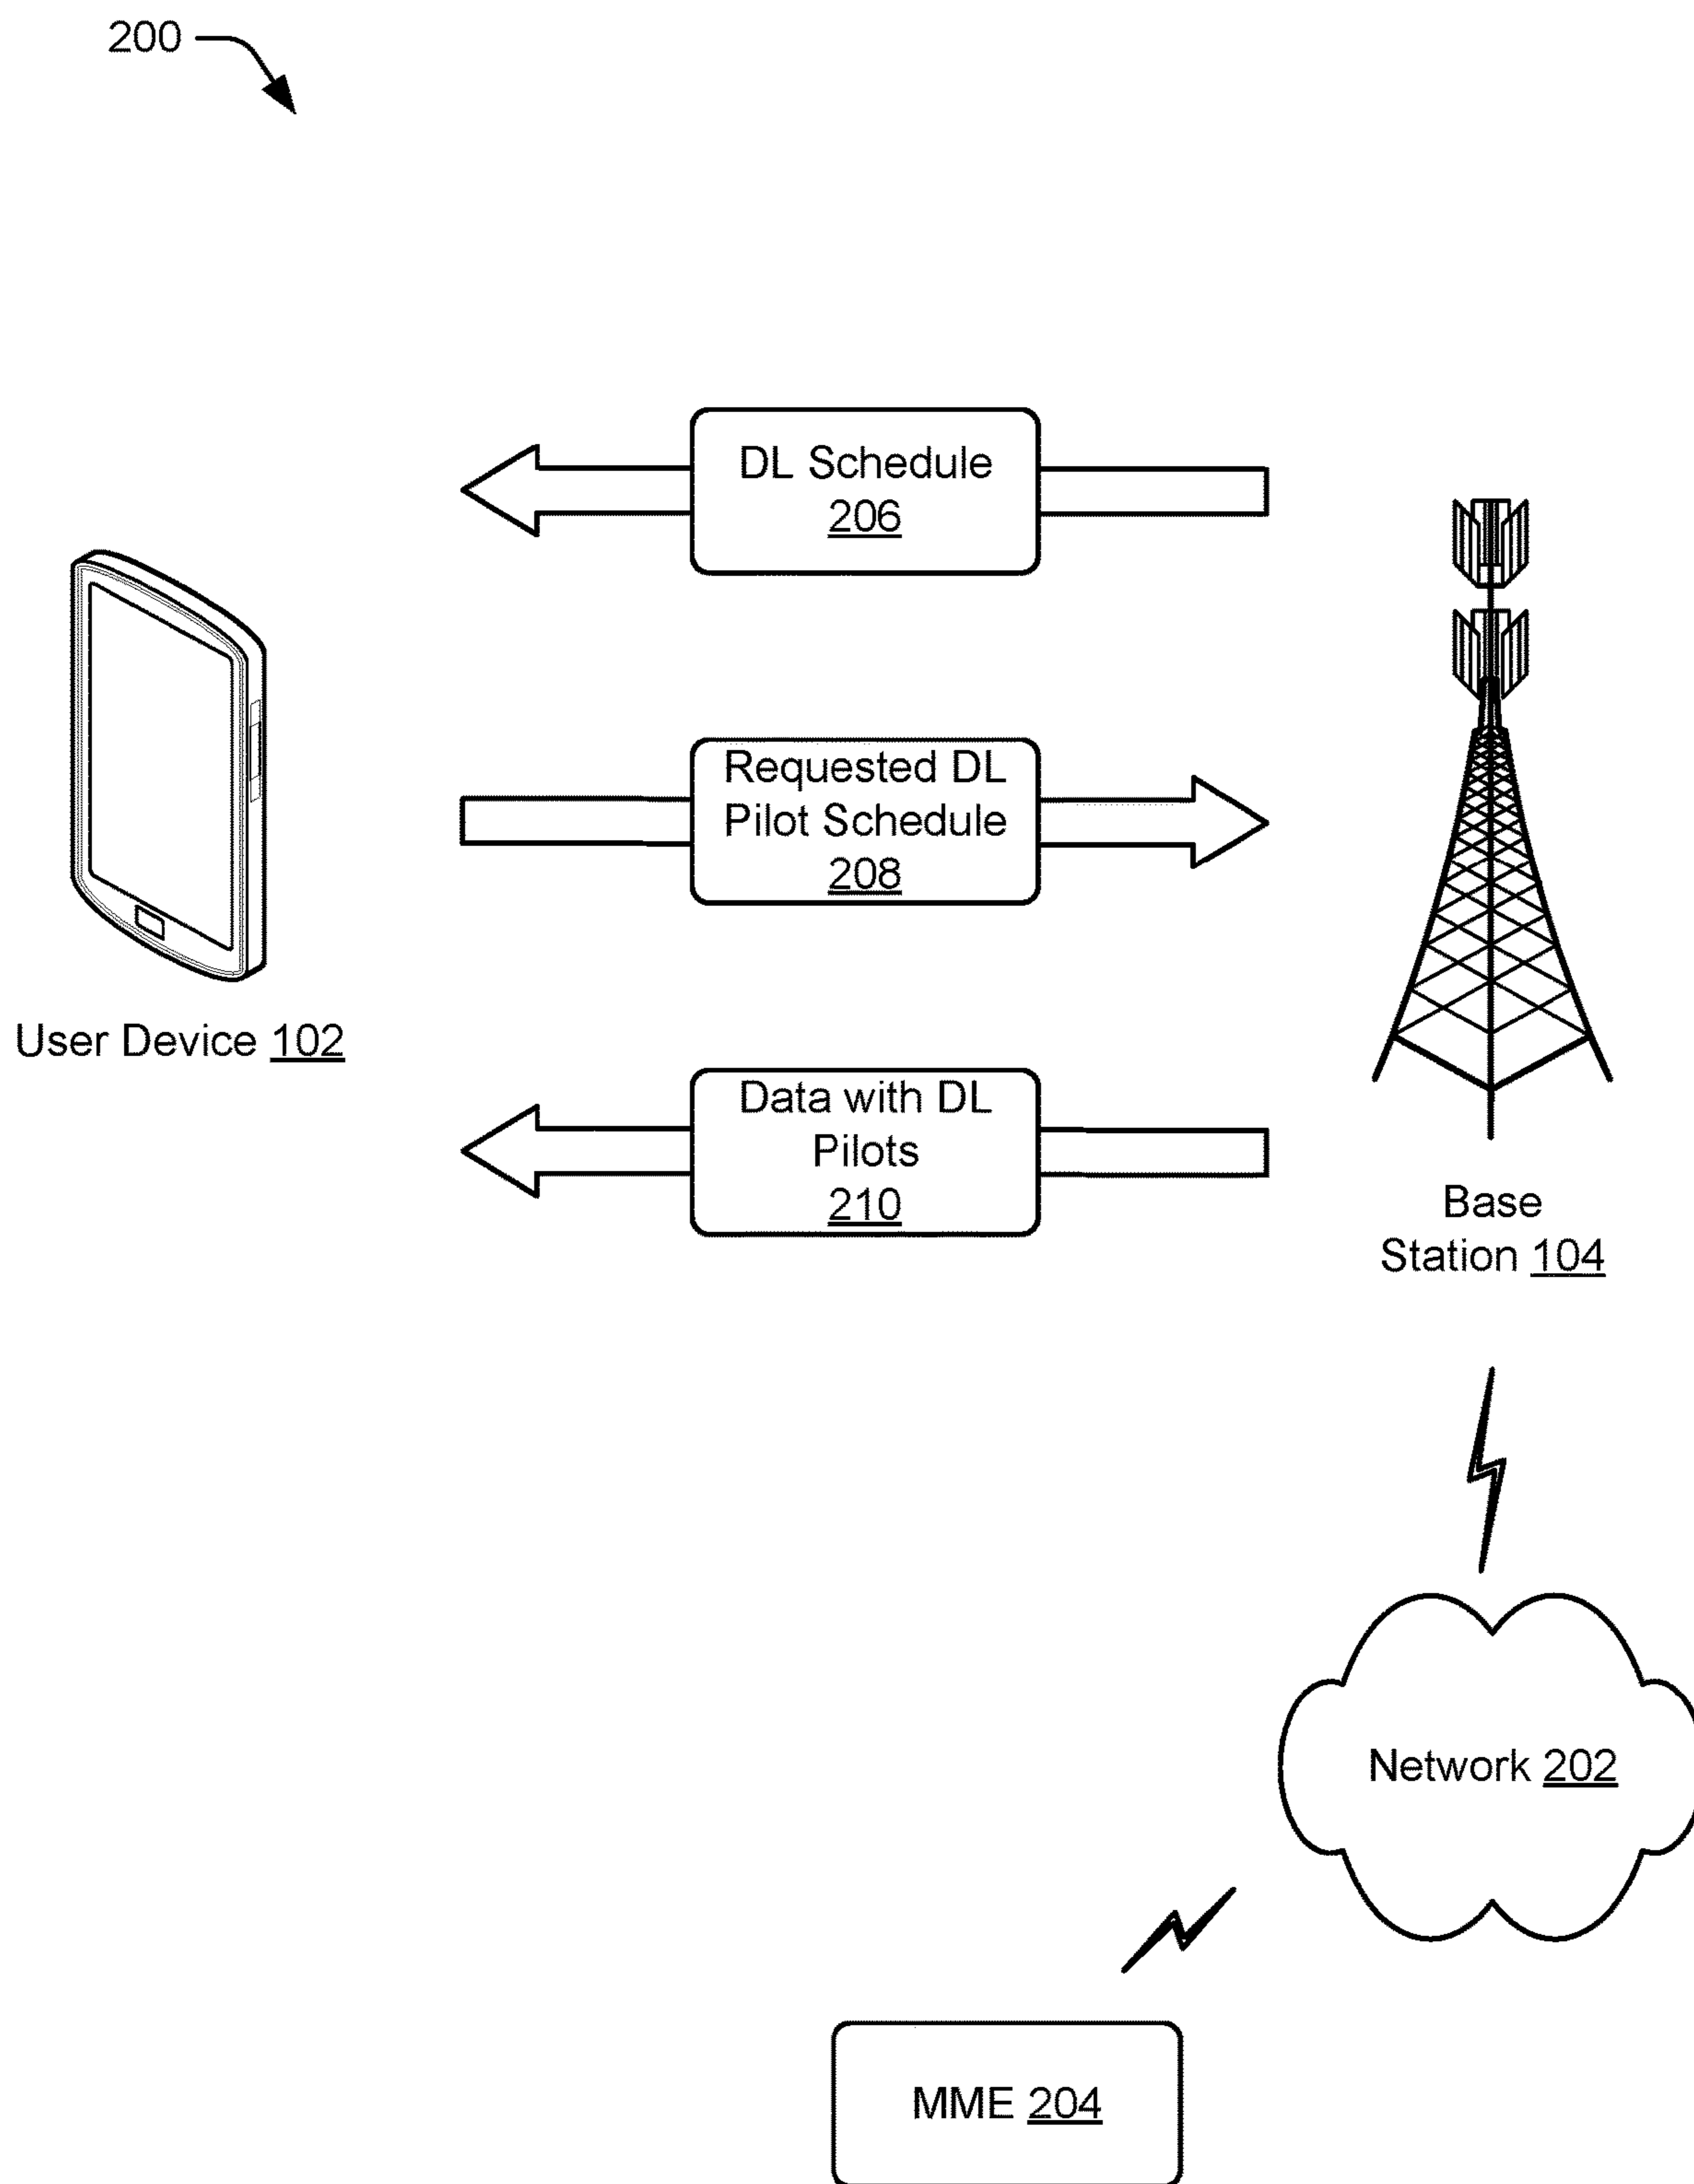 200
DL Schedule
206
Requested DL
Pilot Schedule
208
User Device 102
Data with DL
Pilots
210
Base
Station 104
Network 202
MME 204